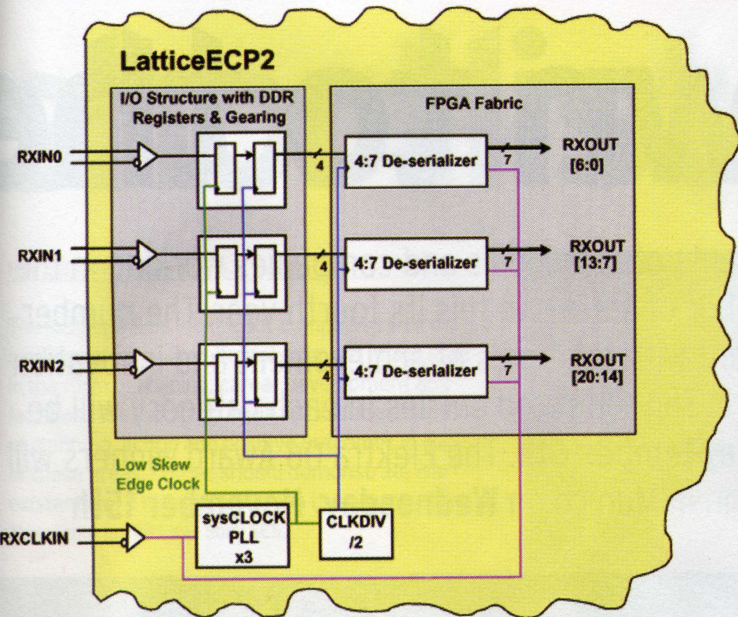 LatticeECP2
I/O Structure with DDR
Registers & Gearing
FPGA Fabric
RXIN0
4
4:7 De-serializer
7
RXOUT
[6:0]
RXIN1
4
4:7 De-serializer
7
RXOUT
[13:7]
RXIN2
4
4:7 De-serializer
7
RXOUT
[20:14]
Low Skew
Edge Clock
RXCLKIN
sysCLOCK
PLL
x3
CLKDIV
/2